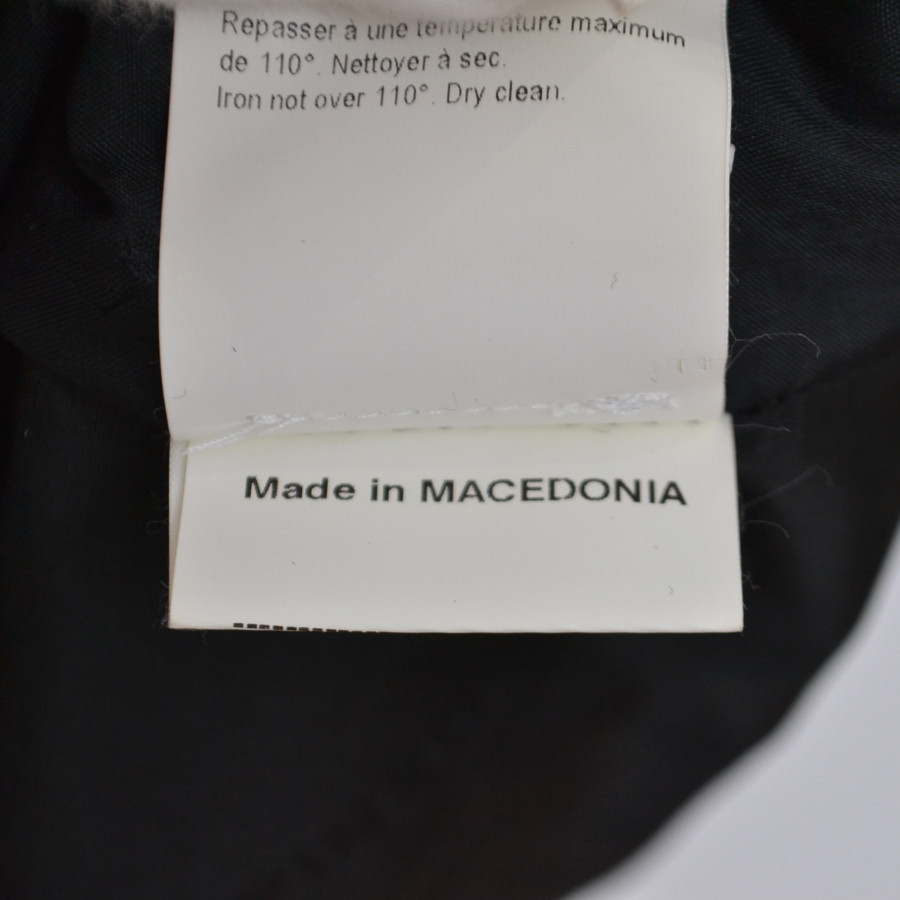 Repasser à une température maximum
de 110°. Nettoyer à sec.
Iron not over 110°. Dry clean.
Made in MACEDONIA